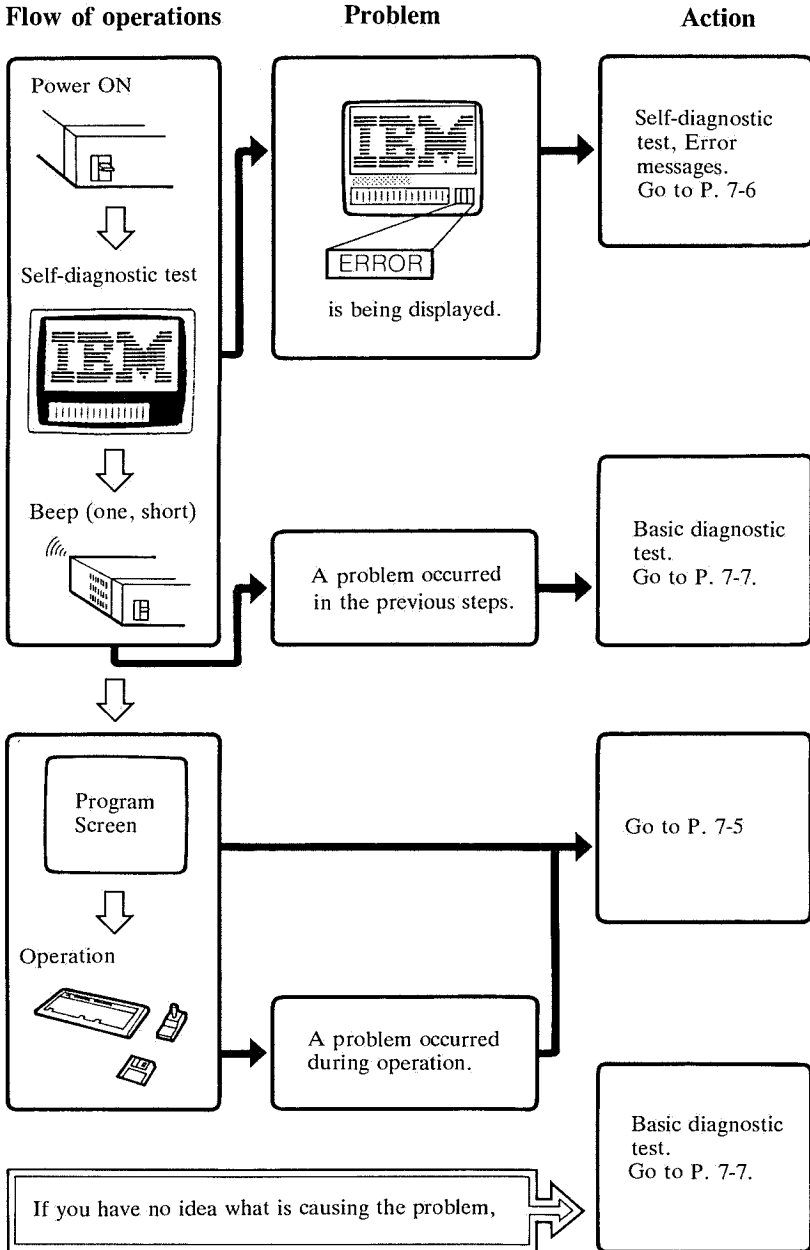 Flow of operations
Problem
Action
Power ON
Self-diagnostic test
IBM
Beep (one, short)
IBM
ERROR
is being displayed.
Self-diagnostic
test, Error
messages.
Go to P. 7-6
A problem occurred
in the previous steps.
Basic diagnostic
test.
Go to P. 7-7.
Program
Screen
Operation
A problem occurred
during operation.
Go to P. 7-5
If you have no idea what is causing the problem,
Basic diagnostic
test.
Go to P. 7-7.